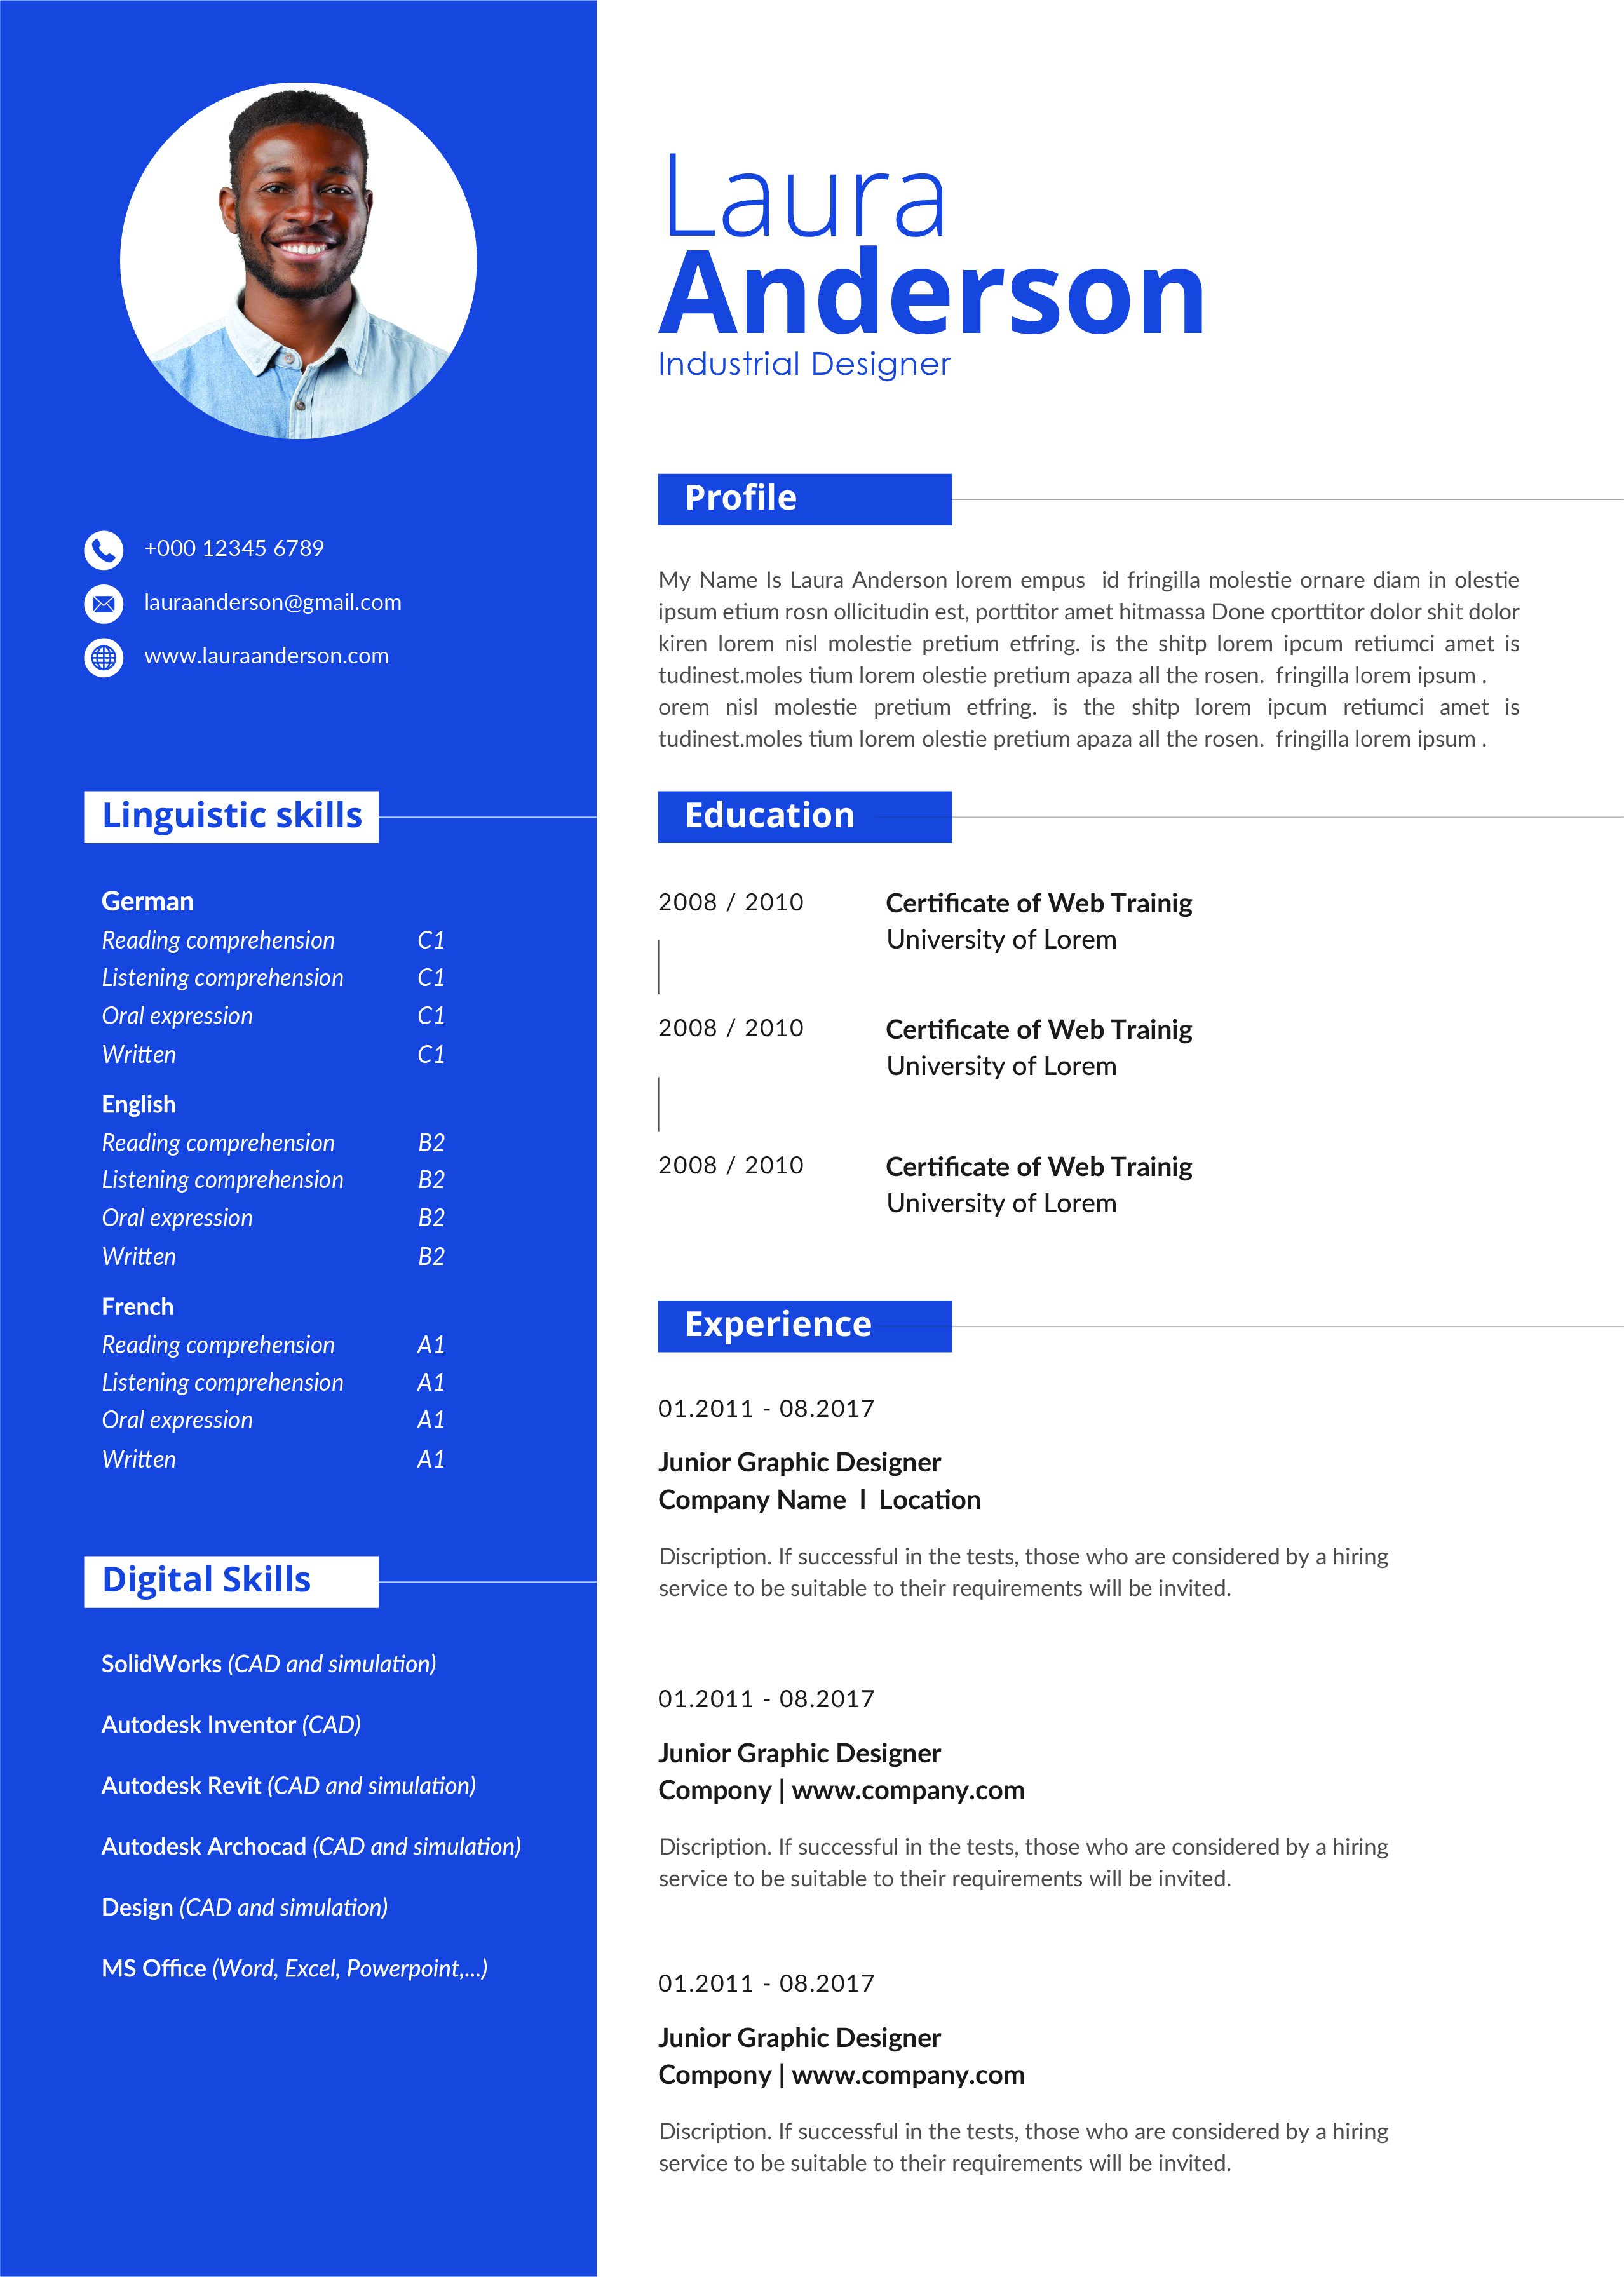 Laura
Anderson
Industrial Designer
+000 12345 6789
lauraanderson@gmail.com
www.lauraanderson.com
Linguistic skills
German
Reading comprehension C1
Listening comprehension C1
Oral expression C1
Written C1
English
Reading comprehension B2
Listening comprehension B2
Oral expression B2
Written B2
French
Reading comprehension A1
Listening comprehension A1
Oral expression A1
Written A1
Digital Skills
SolidWorks (CAD and simulation)
Autodesk Inventor (CAD)
Autodesk Revit (CAD and simulation)
Autodesk Archocad (CAD and simulation)
Design (CAD and simulation)
MS Office (Word, Excel, Powerpoint,...)
Profile
My Name Is Laura Anderson lorem empus id fringilla molestie ornare diam in olestie
ipsum etium rosn ollicitudin est, porttitor amet hitmassa Done cporttitor dolor shit dolor
kiren lorem nisl molestie pretium etfring. is the shitp lorem ipcum retiumci amet is
tudinest.moles tium lorem olestie pretium apaza all the rosen. fringilla lorem ipsum .
orem nisl molestie pretium etfring. is the shitp lorem ipcum retiumci amet is
tudinest.moles tium lorem olestie pretium apaza all the rosen. fringilla lorem ipsum .
Education
2008 / 2010 Certificate of Web Trainig
University of Lorem
2008 / 2010 Certificate of Web Trainig
University of Lorem
2008 / 2010 Certificate of Web Trainig
University of Lorem
Experience
01.2011 - 08.2017
Junior Graphic Designer
Company Name l Location
Discription. If successful in the tests, those who are considered by a hiring
service to be suitable to their requirements will be invited.
01.2011 - 08.2017
Junior Graphic Designer
Compony | www.company.com
Discription. If successful in the tests, those who are considered by a hiring
service to be suitable to their requirements will be invited.
01.2011 - 08.2017
Junior Graphic Designer
Compony | www.company.com
Discription. If successful in the tests, those who are considered by a hiring
service to be suitable to their requirements will be invited.